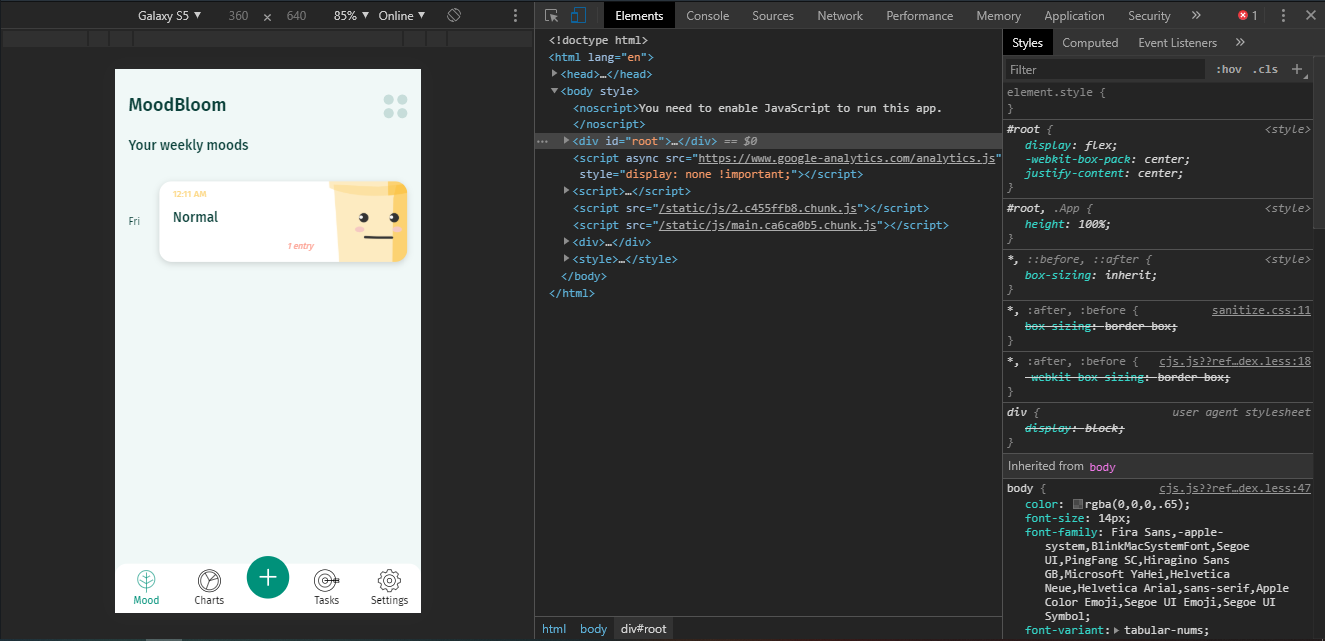 Galaxy S5 ▼ 360 × 640 85% ▼ Online ▼
MoodBloom
Your weekly moods
Fri
12:11 AM
Normal
1 entry
Mood
Charts
Tasks
Settings
Elements Console Sources Network Performance Memory Application Security » 1
<!doctype html>
<html lang="en">
<head>…</head>
<body style>
<noscript>You need to enable JavaScript to run this app.
</noscript>
<div id="root">…</div> == $0
<script async src="https://www.google-analytics.com/analytics.js"
style="display: none !important;"></script>
<script>…</script>
<script src="/static/js/2.c455ffb8.chunk.js"></script>
<script src="/static/js/main.ca6ca0b5.chunk.js"></script>
<div>…</div>
<style>…</style>
</body>
</html>
html body div#root
Styles Computed Event Listeners »
Filter :hov .cls +
element.style {
}
#root { <style>
display: flex;
-webkit-box-pack: center;
justify-content: center;
}
#root, .App { <style>
height: 100%;
}
*, ::before, ::after { <style>
box-sizing: inherit;
}
*, :after, :before { sanitize.css:11
box-sizing: border-box;
}
*, :after, :before { cjs.js??ref…dex.less:18
-webkit-box-sizing: border-box;
}
div { user agent stylesheet
display: block;
}
Inherited from body
body { cjs.js??ref…dex.less:47
color: rgba(0,0,0,.65);
font-size: 14px;
font-family: Fira Sans,-apple-
system,BlinkMacSystemFont,Segoe
UI,PingFang SC,Hiragino Sans
GB,Microsoft YaHei,Helvetica
Neue,Helvetica Arial,sans-serif,Apple
Color Emoji,Segoe UI Emoji,Segoe UI
Symbol;
font-variant: tabular-nums;